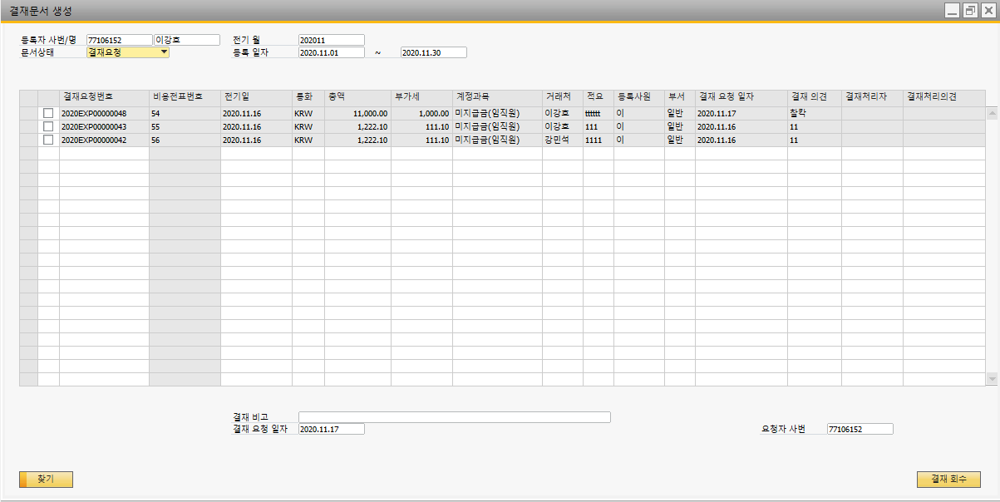 결재문서 생성
등록자 사번/명 77106152 이강호 전기 월 202011
문서상태 결재요청 등록 일자 2020.11.01 ~ 2020.11.30
결재요청번호 비용전표번호 전기일 통화 총액 부가세 계정과목 거래처 적요 등록사원 부서 결재 요청 일자 결재 의견 결재처리자 결재처리의견
2020EXP00000048 54 2020.11.16 KRW 11,000.00 1,000.00 미지급금(임직원) 이강호 tttttt 이 일반 2020.11.17 찰칵
2020EXP00000043 55 2020.11.16 KRW 1,222.10 111.10 미지급금(임직원) 이강호 111 이 일반 2020.11.16 11
2020EXP00000042 56 2020.11.16 KRW 1,222.10 111.10 미지급금(임직원) 강민석 1111 이 일반 2020.11.16 11
결재 비고
결재 요청 일자 2020.11.17 요청자 사번 77106152
찾기 결재 회수